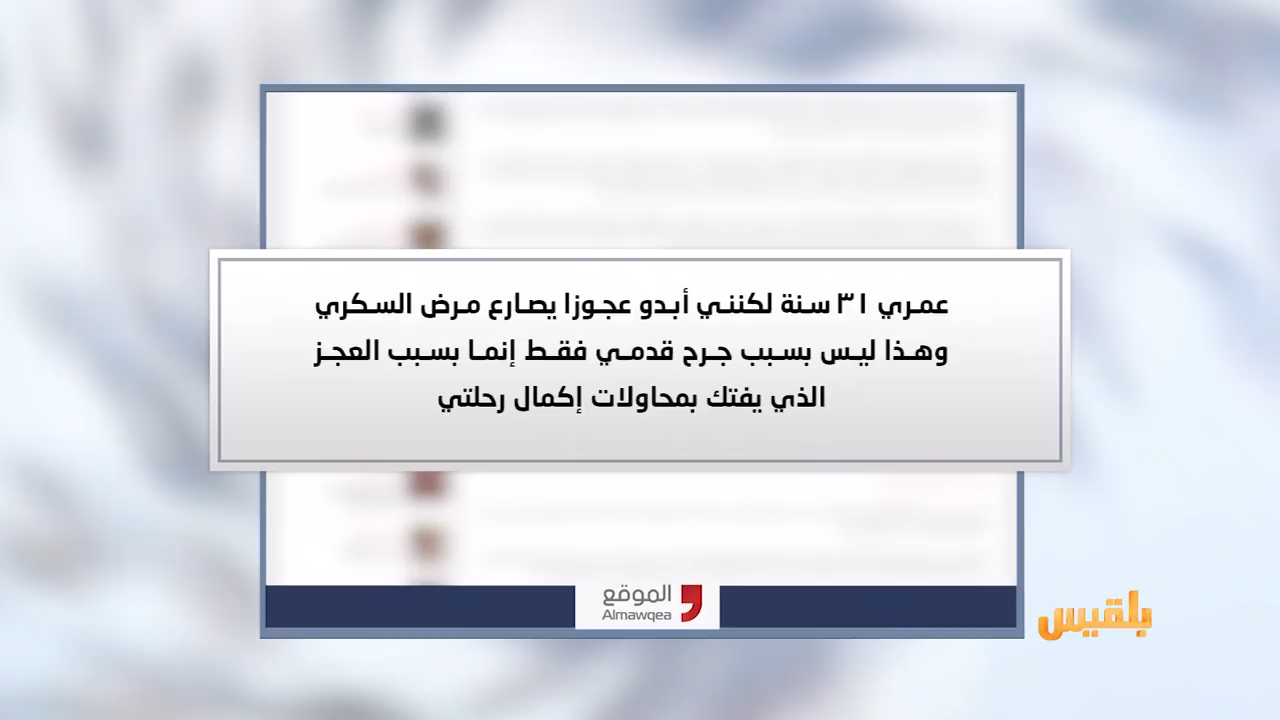 عمري ٣١ سنة لكنني أبدو عجوزا يصارع مرض السكري
وهذا ليس بسبب جرح قدمي فقط إنما بسبب العجز
الذي يفتك بمحاولات إكمال رحلتي
الموقع
Almawqea
بلقيس